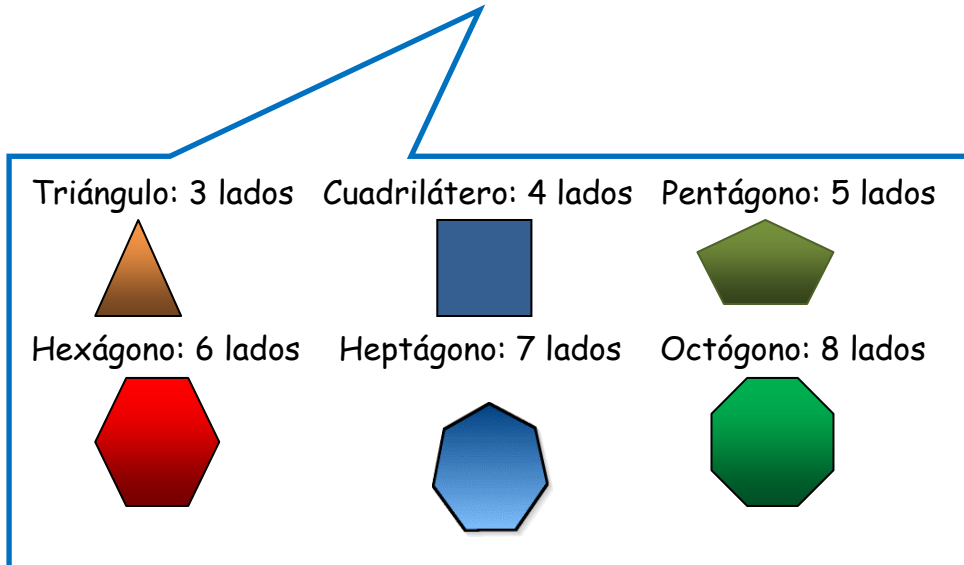 Triángulo: 3 lados Cuadrilátero: 4 lados Pentágono: 5 lados
Hexágono: 6 lados Heptágono: 7 lados Octógono: 8 lados